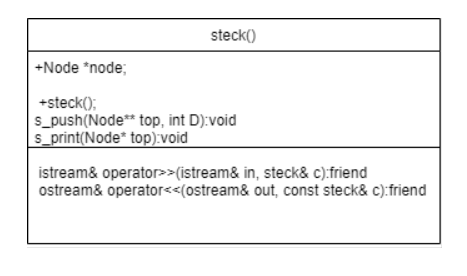 steck()
+Node *node;
+steck();
s_push(Node** top, int D):void
s_print(Node* top):void
istream& operator>>(istream& in, steck& c):friend
ostream& operator<<(ostream& out, const steck& c):friend